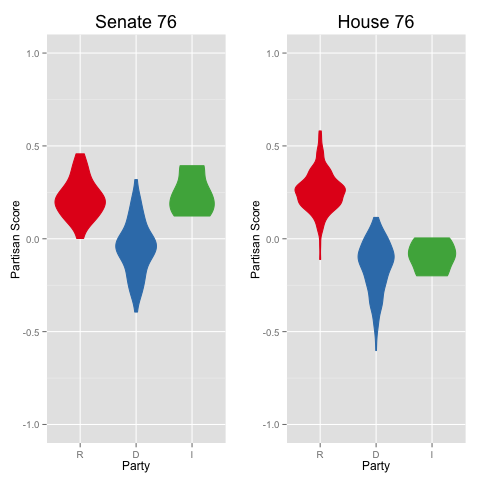 Senate 76
1.0
0.5
0.0
-0.5
-1.0
Partisan Score
R D I
Party
House 76
1.0
0.5
0.0
-0.5
-1.0
Partisan Score
R D I
Party